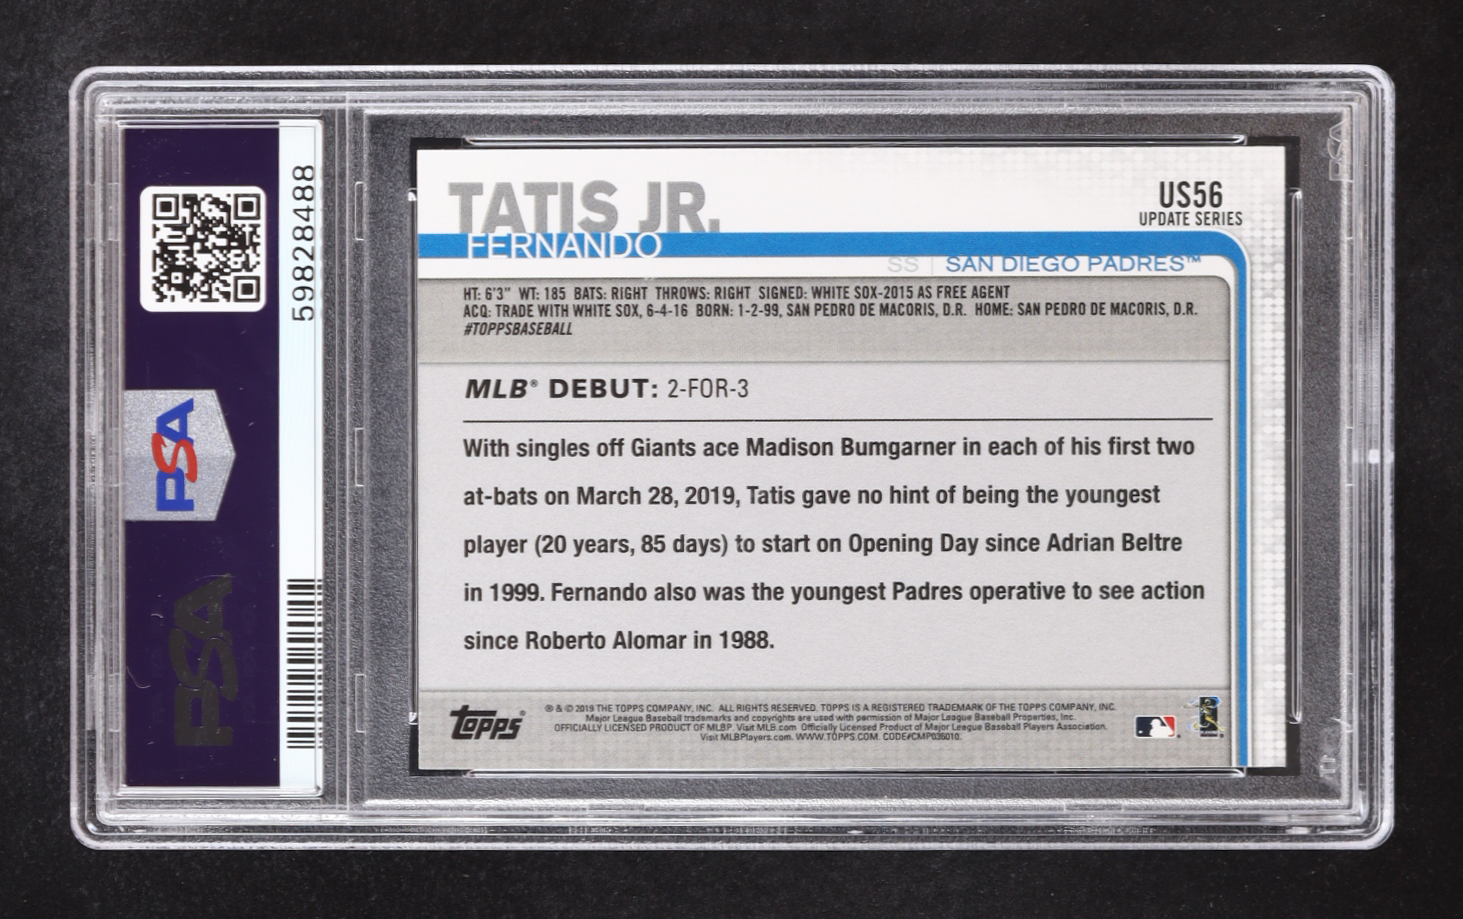 59828488
PSA
PSA
PSA
TATIS JR.
FERNANDO
US56
UPDATE SERIES
SS | SAN DIEGO PADRES™
HT: 6'3" WT: 185 BATS: RIGHT THROWS: RIGHT SIGNED: WHITE SOX-2015 AS FREE AGENT
ACQ: TRADE WITH WHITE SOX, 6-4-16 BORN: 1-2-99, SAN PEDRO DE MACORIS, D.R. HOME: SAN PEDRO DE MACORIS, D.R.
#TOPPSBASEBALL
MLB® DEBUT: 2-FOR-3
With singles off Giants ace Madison Bumgarner in each of his first two
at-bats on March 28, 2019, Tatis gave no hint of being the youngest
player (20 years, 85 days) to start on Opening Day since Adrian Beltre
in 1999. Fernando also was the youngest Padres operative to see action
since Roberto Alomar in 1988.
Topps®
® & © 2019 THE TOPPS COMPANY, INC. ALL RIGHTS RESERVED. TOPPS IS A REGISTERED TRADEMARK OF THE TOPPS COMPANY, INC.
Major League Baseball trademarks and copyrights are used with permission of Major League Baseball Properties, Inc.
OFFICIALLY LICENSED PRODUCT OF MLBP. Visit MLB.com Officially Licensed Product of Major League Baseball Players Association.
Visit MLBPlayers.com. WWW.TOPPS.COM. CODE#CMP036010.